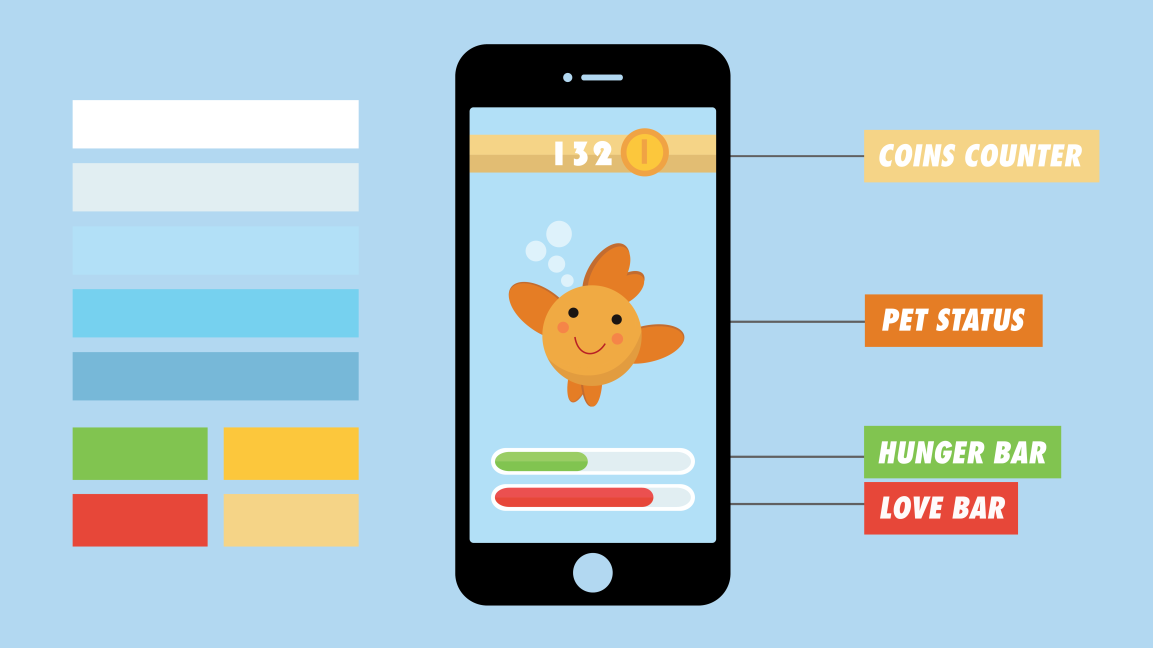 132
COINS COUNTER
PET STATUS
HUNGER BAR
LOVE BAR